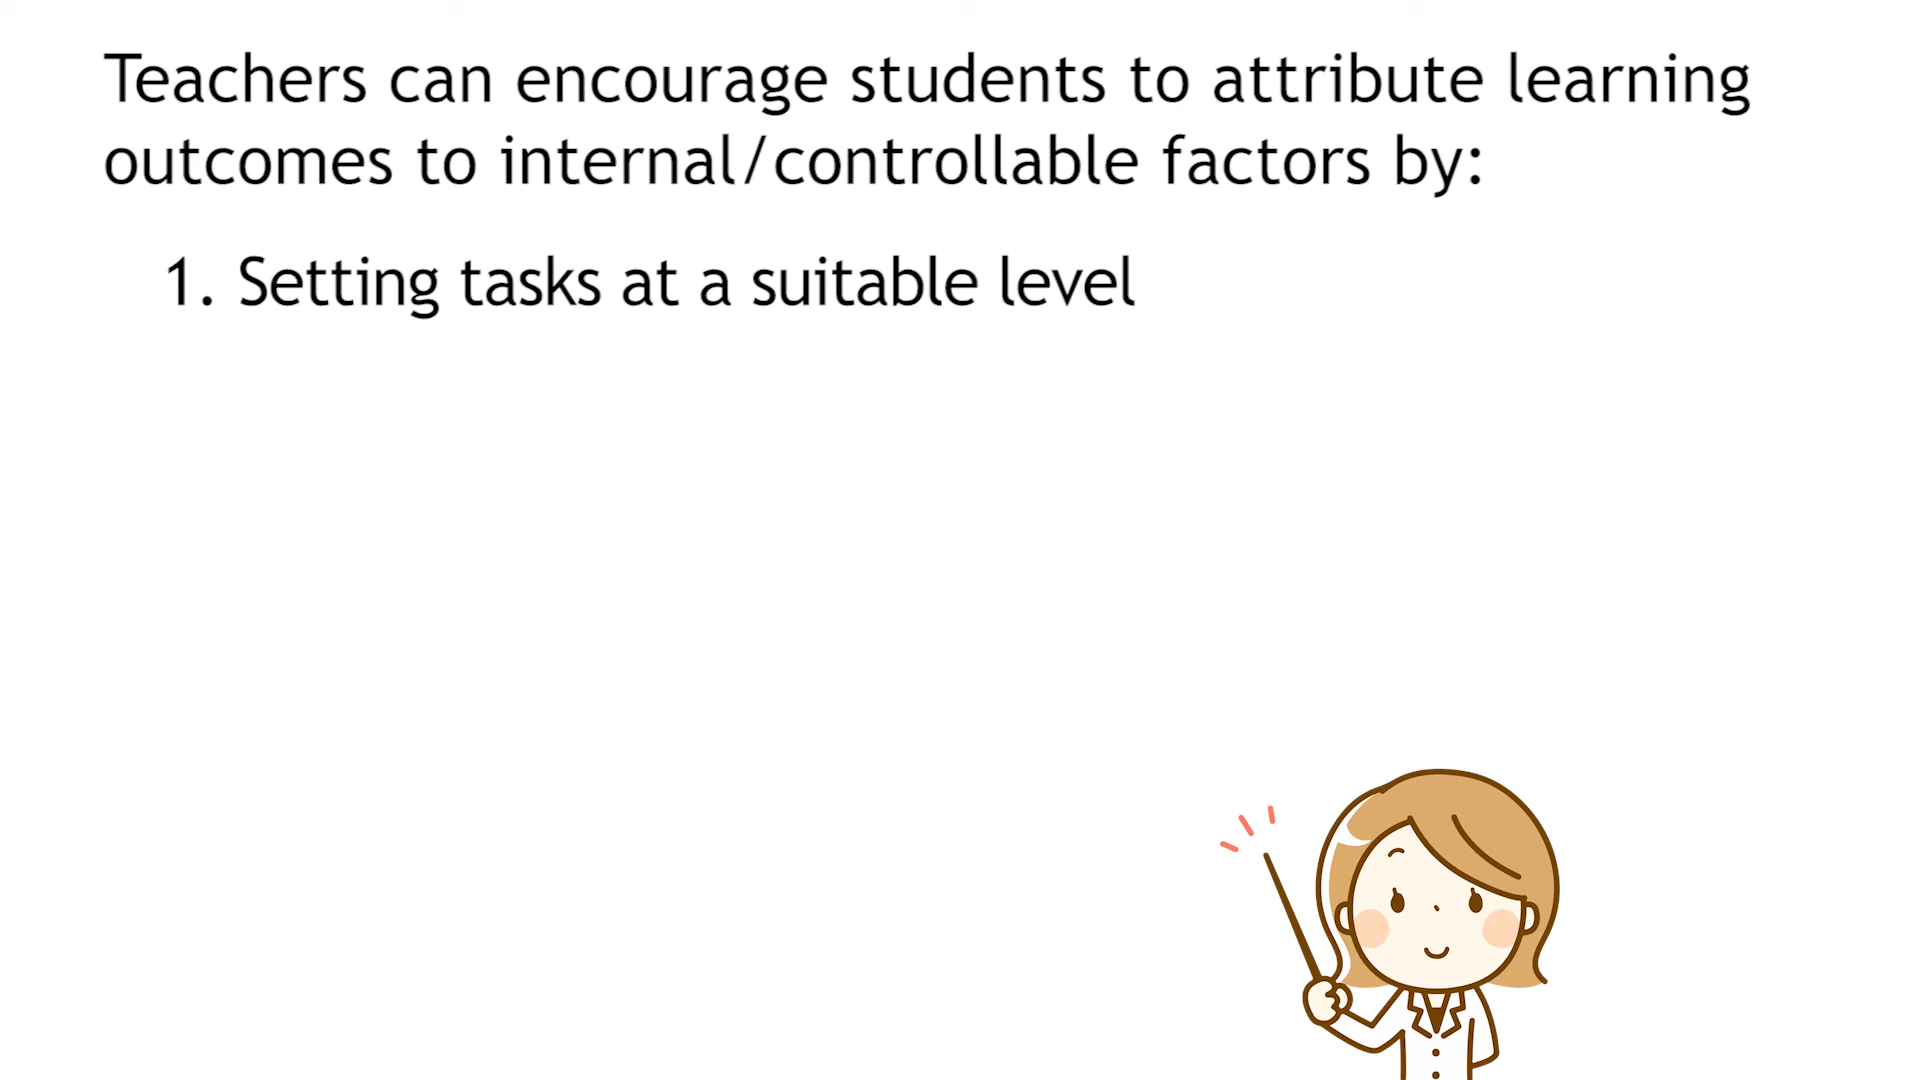 Teachers can encourage students to attribute learning
outcomes to internal/controllable factors by:
1. Setting tasks at a suitable level